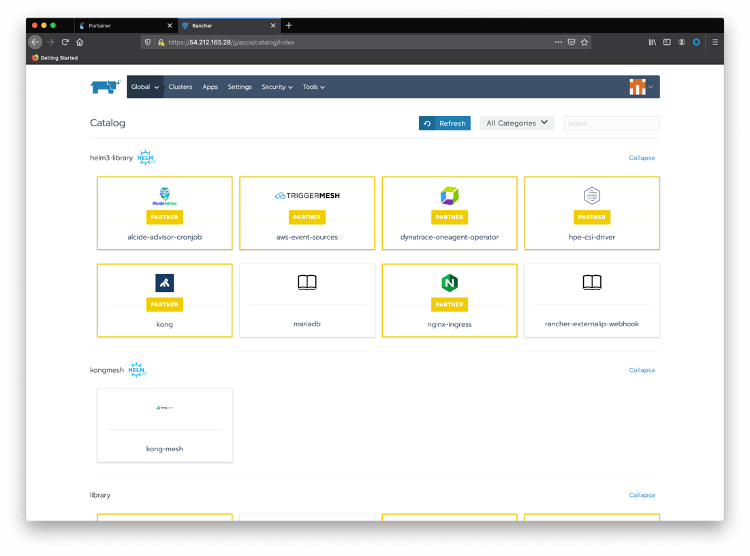 Portainer
Rancher
https://54.212.165.28/g/apps/catalog/index
Getting Started
Global
Clusters
Apps
Settings
Security
Tools
Catalog
Refresh
All Categories
Search
helm3-library
HELM
Collapse
AlcideAdvisor
TRIGGERMESH
PARTNER
PARTNER
PARTNER
PARTNER
alcide-advisor-cronjob
aws-event-sources
dynatrace-oneagent-operator
hpe-csi-driver
PARTNER
PARTNER
kong
mariadb
nginx-ingress
rancher-externalip-webhook
kongmesh
HELM
Collapse
kong-mesh
library
Collapse